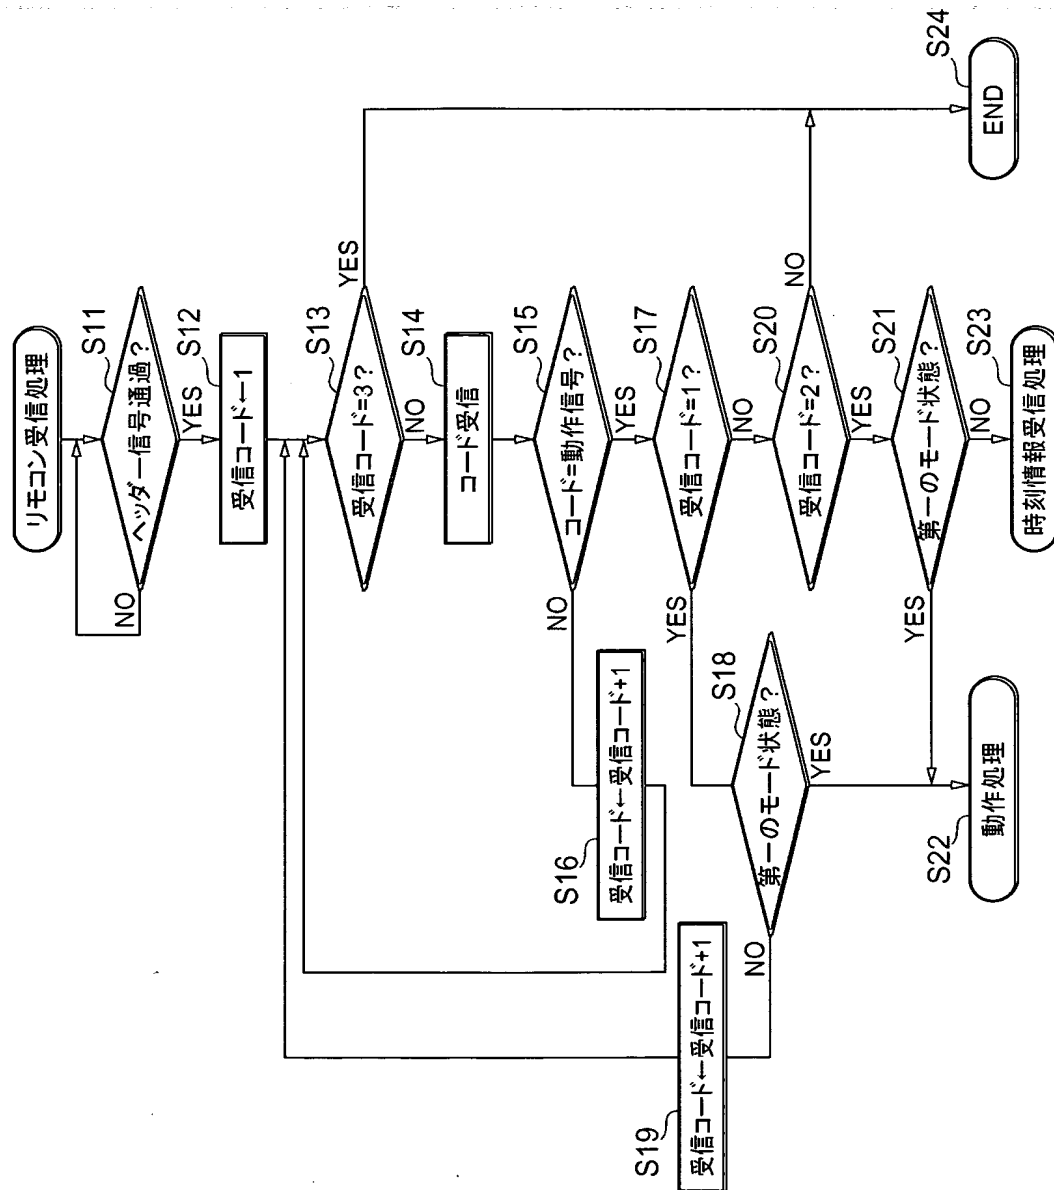 リモコン受信処理
S11
ヘッダー信号通過?
NO
YES
S12
受信コード←1
S13
受信コード=3?
YES
NO
S14
コード受信
S15
コード=動作信号?
NO
YES
S16
受信コード←受信コード+1
S17
受信コード=1?
YES
NO
S18
第一のモード状態?
NO
YES
S19
受信コード←受信コード+1
S20
受信コード=2?
NO
YES
S21
第一のモード状態?
YES
NO
S22
動作処理
S23
時刻情報受信処理
S24
END